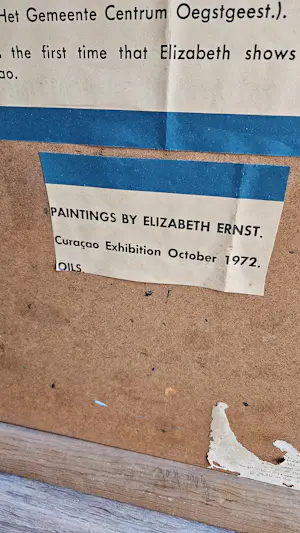 Het Gemeente Centrum Oegstgeest.).
the first time that Elizabeth shows
ao.
PAINTINGS BY ELIZABETH ERNST.
Curaçao Exhibition October 1972.
OILS.